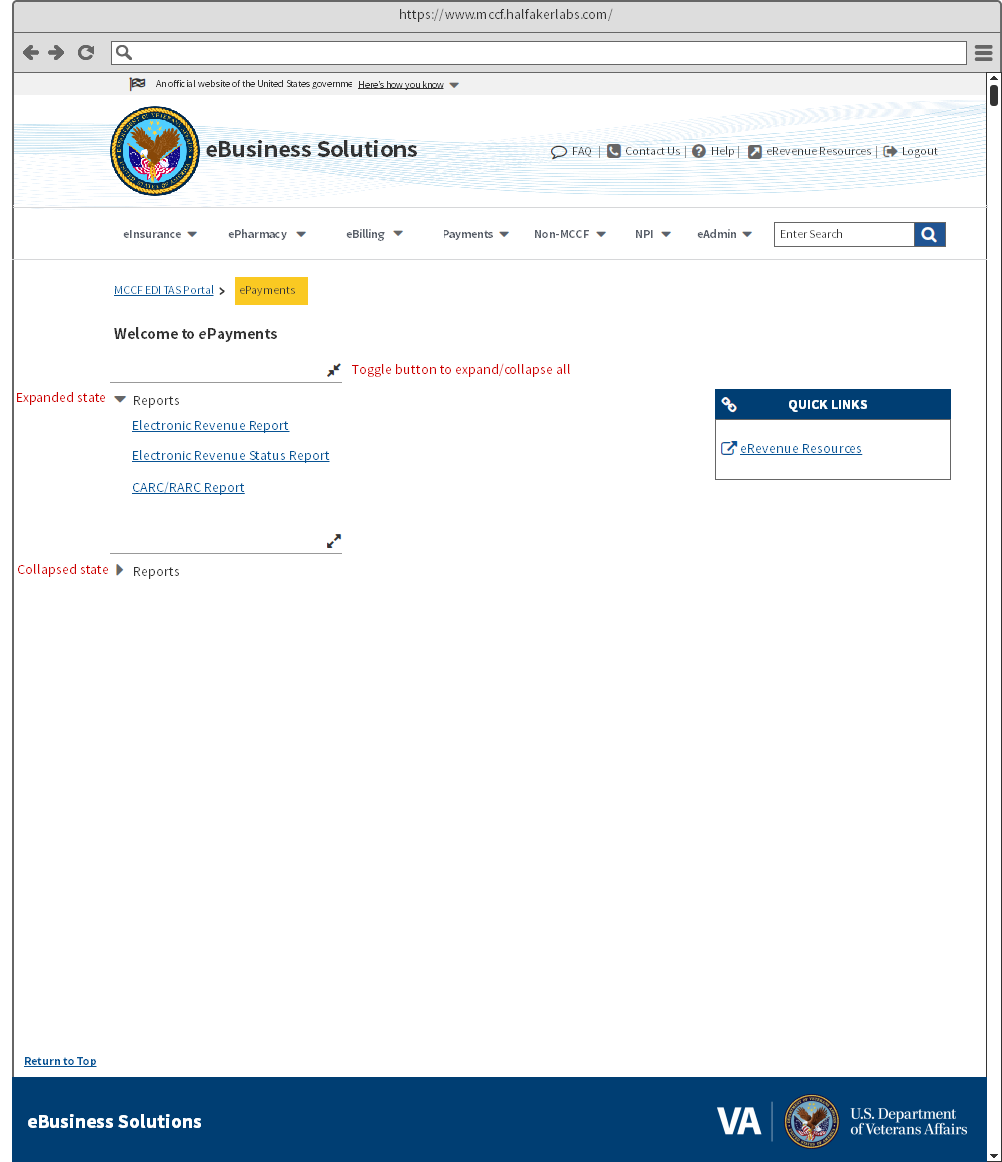 https://www.mccf.halfakerlabs.com/
An official website of the United States governme Here's how you know
eBusiness Solutions
FAQ | Contact Us | Help | eRevenue Resources | Logout
eInsurance ePharmacy eBilling Payments Non-MCCF NPI eAdmin Enter Search
MCCF EDI TAS Portal > ePayments
Welcome to ePayments
Toggle button to expand/collapse all
Expanded state Reports
QUICK LINKS
Electronic Revenue Report
eRevenue Resources
Electronic Revenue Status Report
CARC/RARC Report
Collapsed state Reports
Return to Top
eBusiness Solutions
VA
U.S. Department
of Veterans Affairs